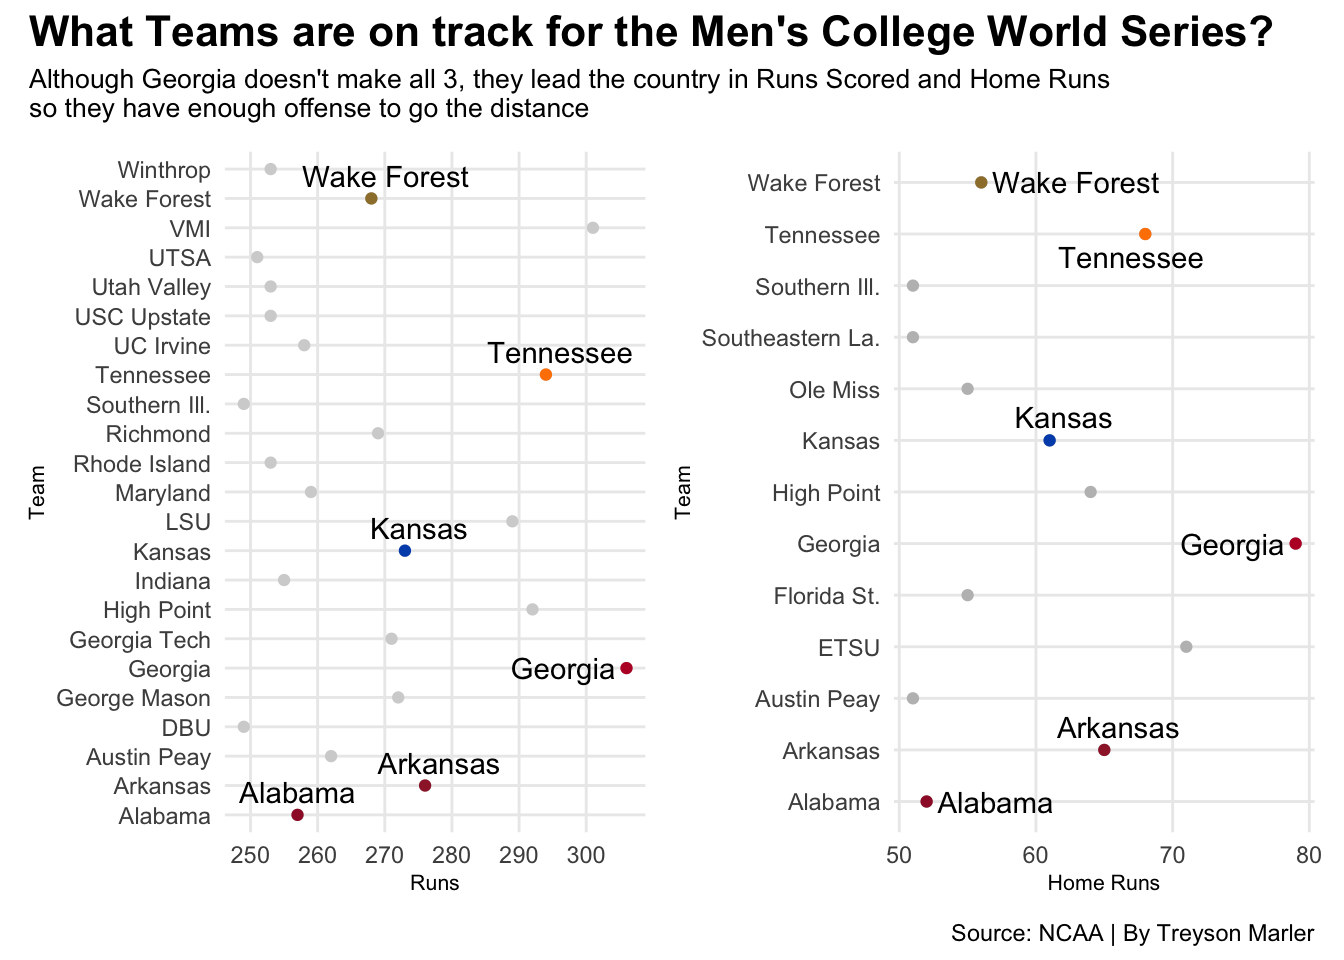 What Teams are on track for the Men's College World Series?
Although Georgia doesn't make all 3, they lead the country in Runs Scored and Home Runs
so they have enough offense to go the distance
Team
Winthrop
Wake Forest
VMI
UTSA
Utah Valley
USC Upstate
UC Irvine
Tennessee
Southern Ill.
Richmond
Rhode Island
Maryland
LSU
Kansas
Indiana
High Point
Georgia Tech
Georgia
George Mason
DBU
Austin Peay
Arkansas
Alabama
Wake Forest
Tennessee
Kansas
Georgia
Arkansas
Alabama
250 260 270 280 290 300
Runs
Team
Wake Forest
Tennessee
Southern Ill.
Southeastern La.
Ole Miss
Kansas
High Point
Georgia
Florida St.
ETSU
Austin Peay
Arkansas
Alabama
Wake Forest
Tennessee
Kansas
Georgia
Arkansas
Alabama
50 60 70 80
Home Runs
Source: NCAA | By Treyson Marler